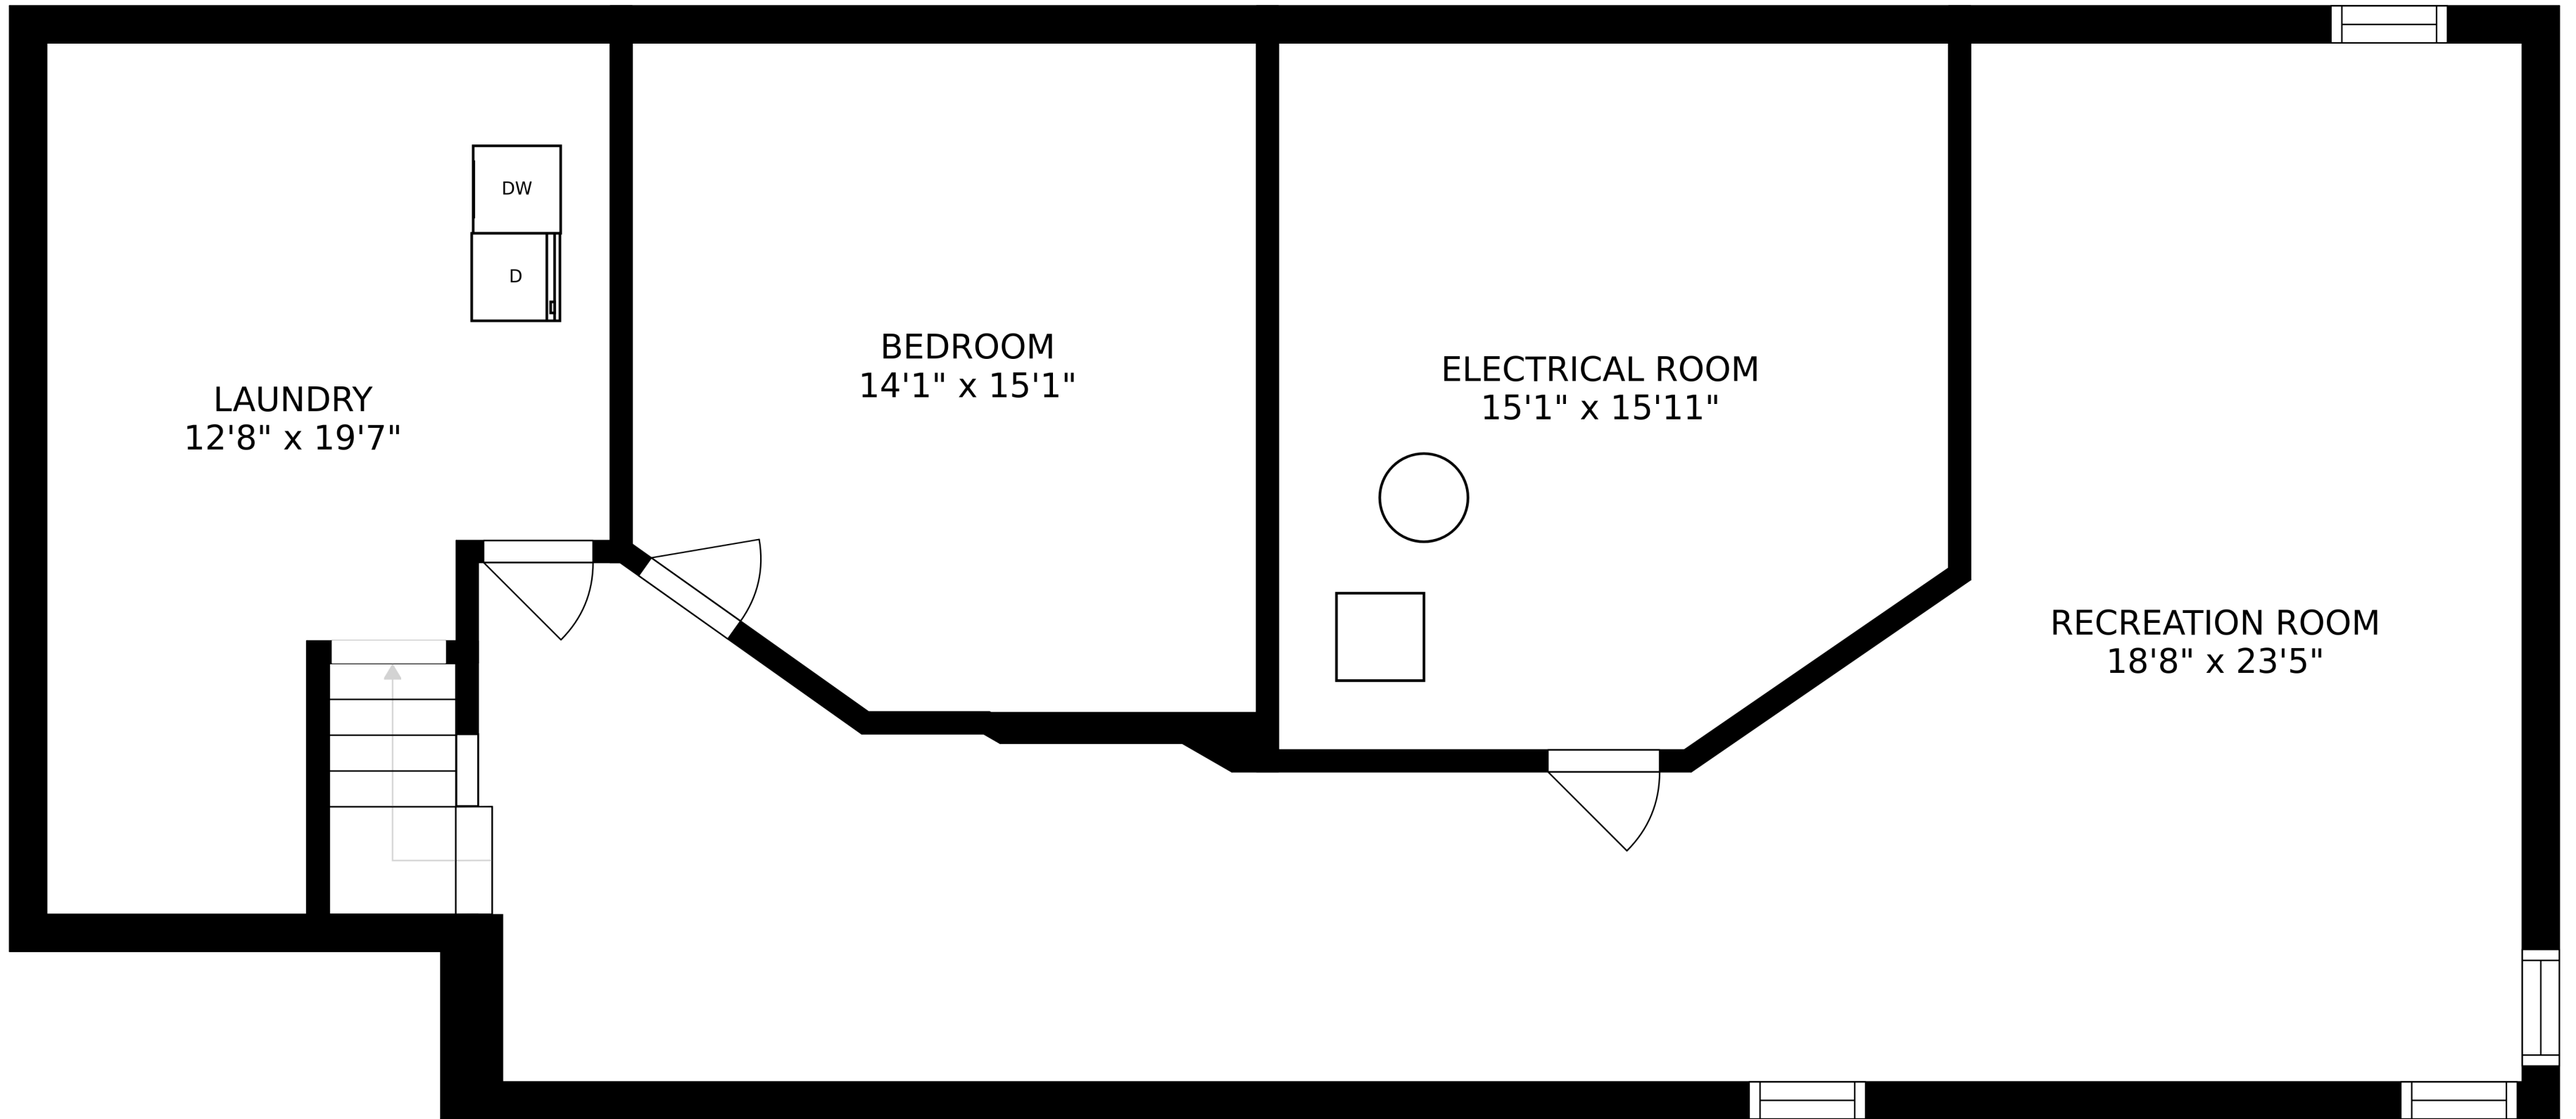 DW
D
LAUNDRY
12'8" x 19'7"
BEDROOM
14'1" x 15'1"
ELECTRICAL ROOM
15'1" x 15'11"
RECREATION ROOM
18'8" x 23'5"